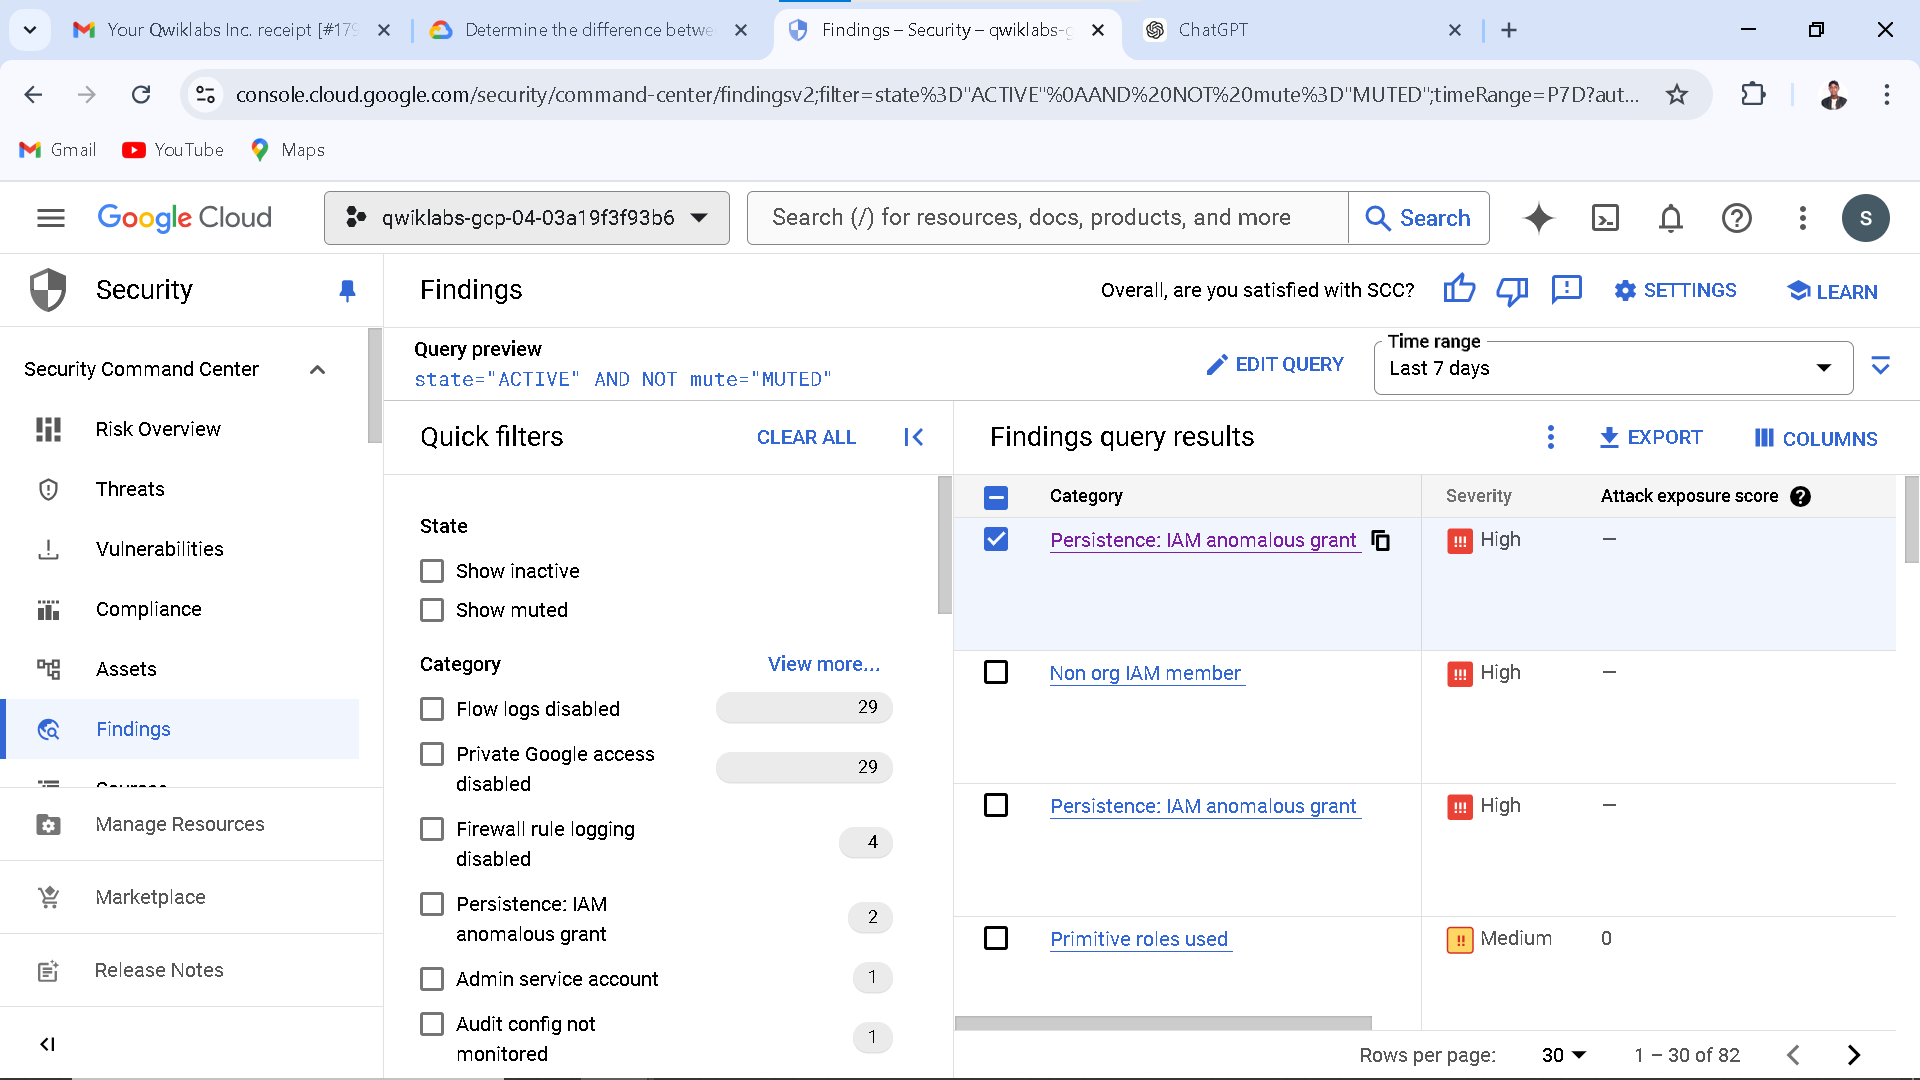 Your Qwiklabs Inc. receipt [#179
Determine the difference betwe
Findings – Security – qwiklabs-g
ChatGPT
console.cloud.google.com/security/command-center/findingsv2;filter=state%3D"ACTIVE"%0AAND%20NOT%20mute%3D"MUTED";timeRange=P7D?aut...
Gmail
YouTube
Maps
Google Cloud
qwiklabs-gcp-04-03a19f3f93b6
Search (/) for resources, docs, products, and more
Search
S
Security
Findings
Overall, are you satisfied with SCC?
SETTINGS
LEARN
Security Command Center
Risk Overview
Threats
Vulnerabilities
Compliance
Assets
Findings
Sources
Manage Resources
Marketplace
Release Notes
Query preview
state="ACTIVE" AND NOT mute="MUTED"
EDIT QUERY
Time range
Last 7 days
Quick filters
CLEAR ALL
State
Show inactive
Show muted
Category
View more...
Flow logs disabled
29
Private Google access
disabled
29
Firewall rule logging
disabled
4
Persistence: IAM
anomalous grant
2
Admin service account
1
Audit config not
monitored
1
Findings query results
EXPORT
COLUMNS
Category
Severity
Attack exposure score
Persistence: IAM anomalous grant
High
—
Non org IAM member
High
—
Persistence: IAM anomalous grant
High
—
Primitive roles used
Medium
0
Rows per page:
30
1 – 30 of 82